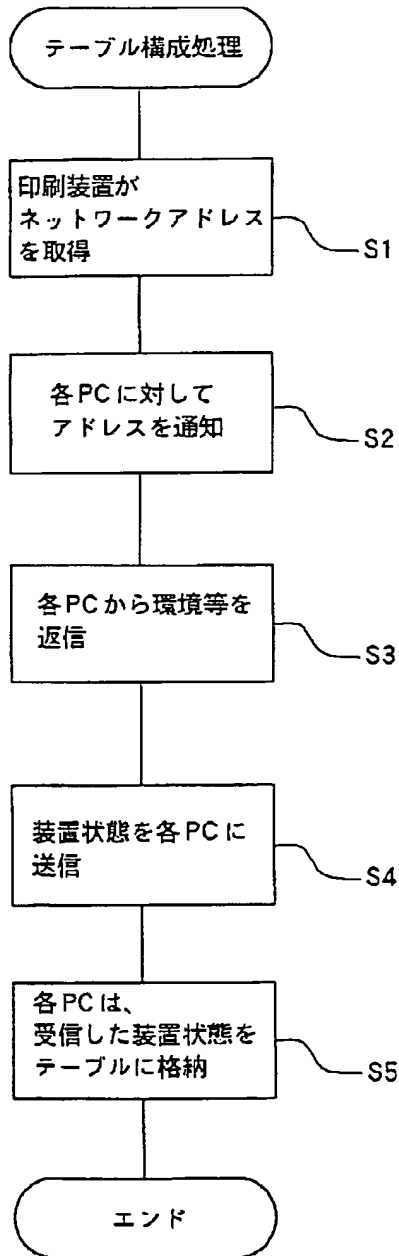 テーブル構成処理
印刷装置が
ネットワークアドレス
を取得
S1
各PCに対して
アドレスを通知
S2
各PCから環境等を
返信
S3
装置状態を各PCに
送信
S4
各PCは、
受信した装置状態を
テーブルに格納
S5
エンド